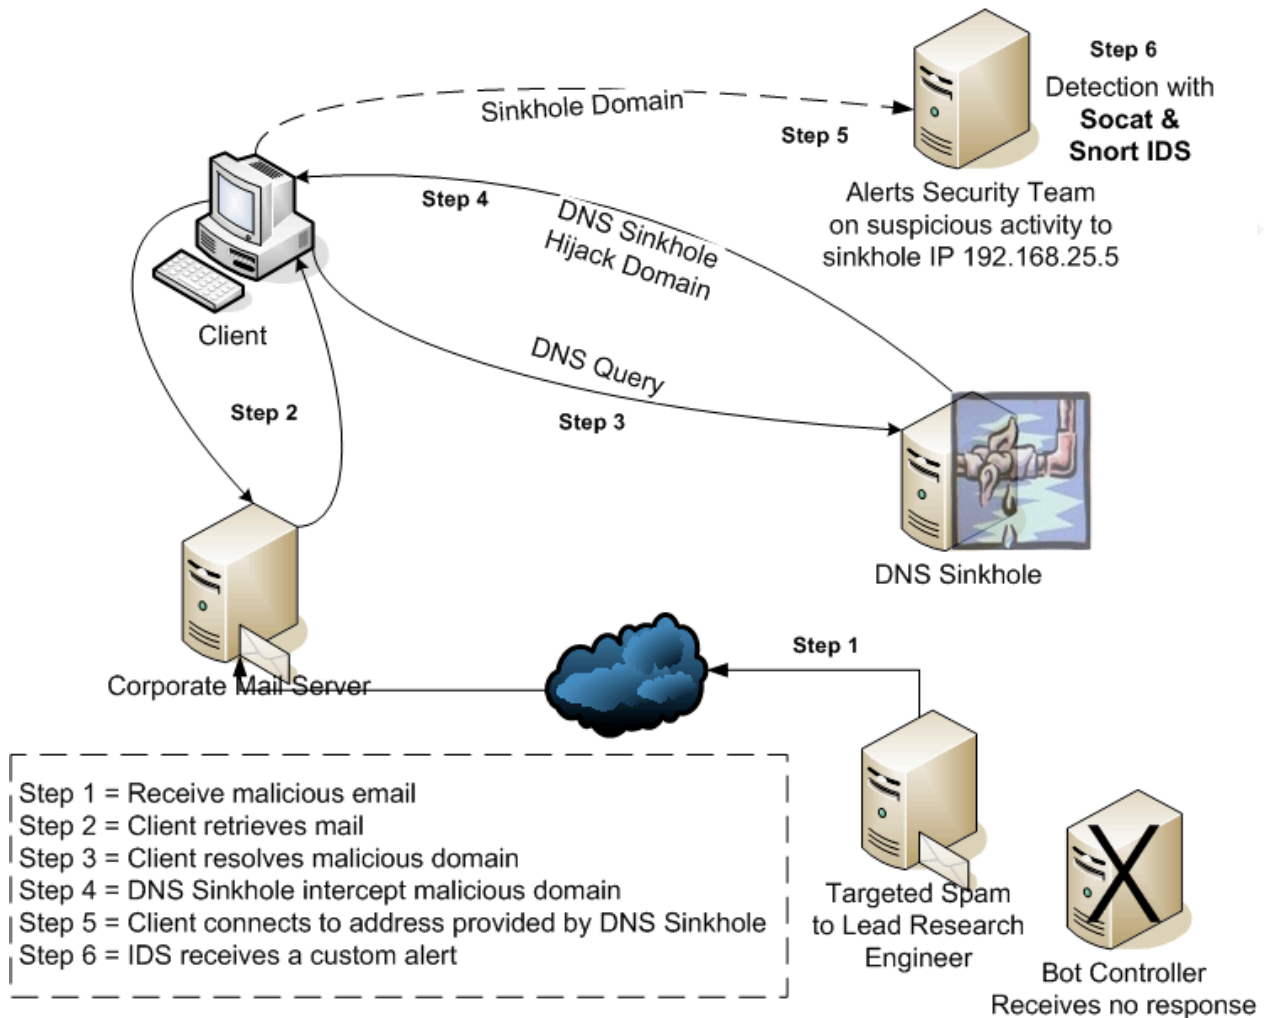 Step 6
Detection with
Socat &
Snort IDS
Sinkhole Domain
Step 5
Alerts Security Team
on suspicious activity to
sinkhole IP 192.168.25.5
Step 4
DNS Sinkhole
Hijack Domain
Client
DNS Query
Step 3
Step 2
DNS Sinkhole
Step 1
Corporate Mail Server
Step 1 = Receive malicious email
Step 2 = Client retrieves mail
Step 3 = Client resolves malicious domain
Step 4 = DNS Sinkhole intercept malicious domain
Step 5 = Client connects to address provided by DNS Sinkhole
Step 6 = IDS receives a custom alert
Targeted Spam
to Lead Research
Engineer
Bot Controller
Receives no response